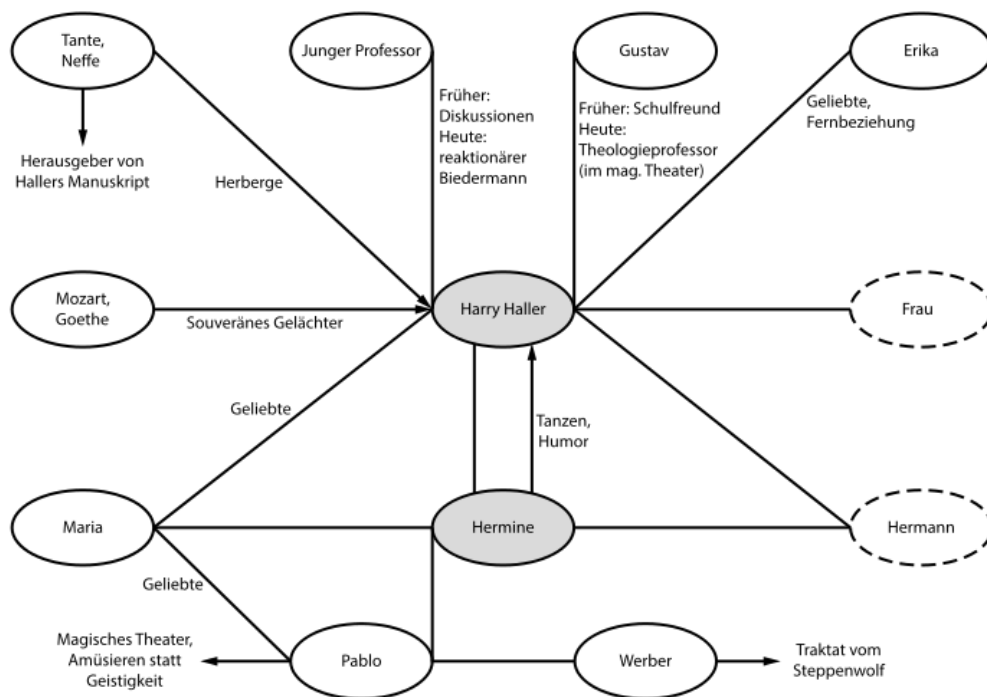 Tante,
Neffe
Junger Professor
Gustav
Erika
Früher:
Diskussionen
Heute:
reaktionärer
Biedermann
Früher: Schulfreund
Heute:
Theologieprofessor
(im mag. Theater)
Geliebte,
Fernbeziehung
Herausgeber von
Hallers Manuskript
Herberge
Mozart,
Goethe
Souveränes Gelächter
Harry Haller
Frau
Geliebte
Tanzen,
Humor
Maria
Hermine
Hermann
Geliebte
Magisches Theater,
Amüsieren statt
Geistigkeit
Pablo
Werber
Traktat vom
Steppenwolf